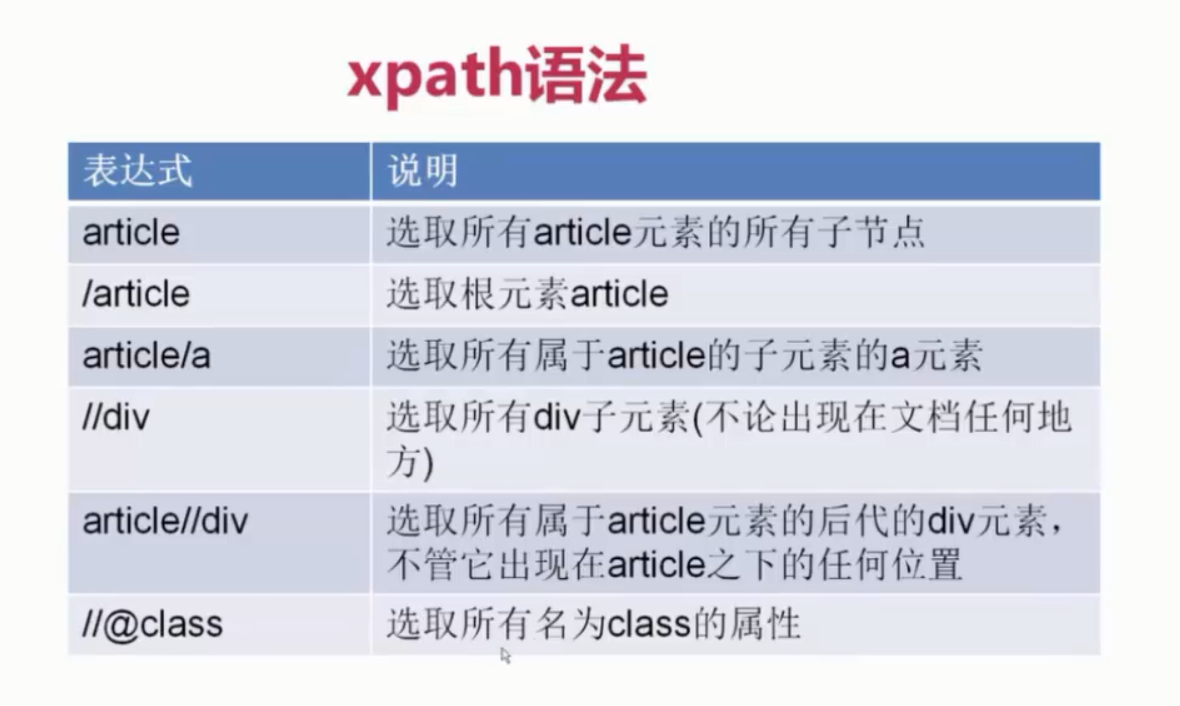 xpath语法
表达式 说明
article 选取所有article元素的所有子节点
/article 选取根元素article
article/a 选取所有属于article的子元素的a元素
//div 选取所有div子元素(不论出现在文档任何地
方)
article//div 选取所有属于article元素的后代的div元素，
不管它出现在article之下的任何位置
//@class 选取所有名为class的属性